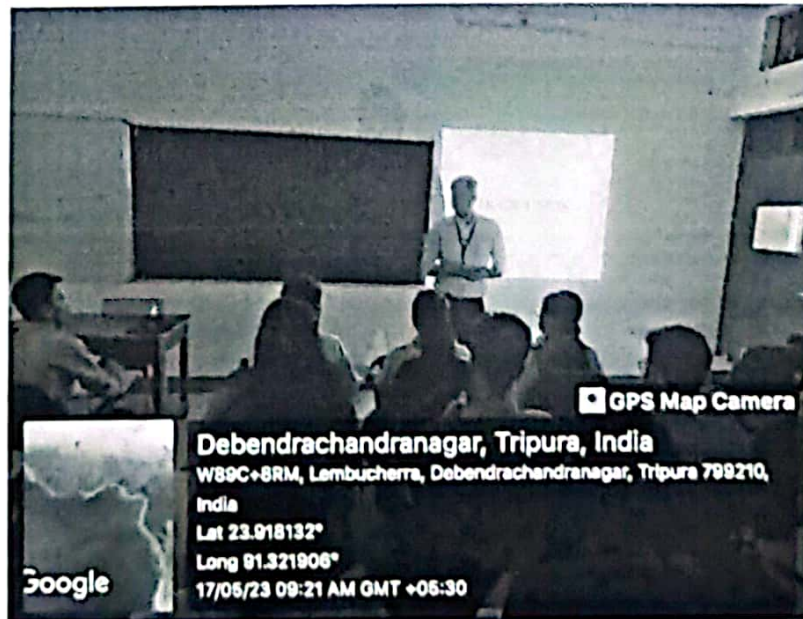 GPS Map Camera
Debendrachandranagar, Tripura, India
W89C+8RM, Lembucherra, Debendrachandranagar, Tripura 799210,
India
Lat 23.918132°
Long 91.321906°
17/05/23 09:21 AM GMT +05:30
Google